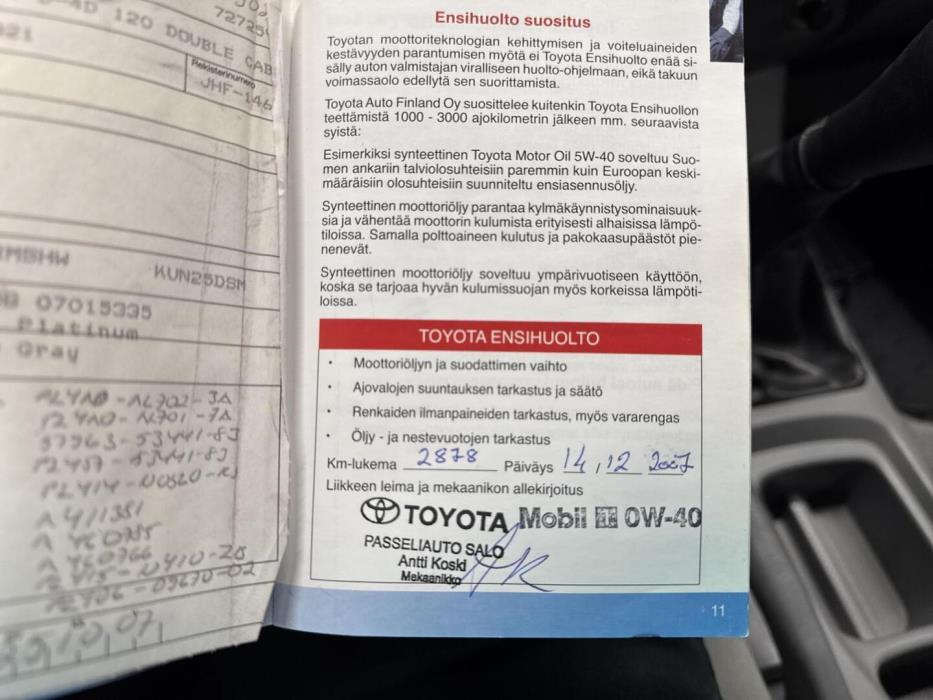 72725
4D 120 DOUBLE CAB
Rekisterinumero
JHF-146
KUN25DSM
07015335
Platinum
Gray
Ensihuolto suositus
Toyotan moottoriteknologian kehittymisen ja voiteluaineiden
kestävyyden parantumisen myötä ei Toyota Ensihuolto enää si-
sälly auton valmistajan viralliseen huolto-ohjelmaan, eikä takuun
voimassaolo edellytä sen suorittamista.
Toyota Auto Finland Oy suosittelee kuitenkin Toyota Ensihuollon
teettämistä 1000 - 3000 ajokilometrin jälkeen mm. seuraavista
syistä:
Esimerkiksi synteettinen Toyota Motor Oil 5W-40 soveltuu Suo-
men ankariin talviolosuhteisiin paremmin kuin Euroopan keski-
määräisiin olosuhteisiin suunniteltu ensiasennusöljy.
Synteettinen moottoriöljy parantaa kylmäkäynnistysominaisuuk-
sia ja vähentää moottorin kulumista erityisesti alhaisissa lämpö-
tiloissa. Samalla polttoaineen kulutus ja pakokaasupäästöt pie-
nenevät.
Synteettinen moottoriöljy soveltuu ympärivuotiseen käyttöön,
koska se tarjoaa hyvän kulumissuojan myös korkeissa lämpöti-
loissa.
TOYOTA ENSIHUOLTO
• Moottoriöljyn ja suodattimen vaihto
• Ajovalojen suuntauksen tarkastus ja säätö
• Renkaiden ilmanpaineiden tarkastus, myös vararengas
• Öljy - ja nestevuotojen tarkastus
Km-lukema 2878 Päiväys 14,12 2007
Liikkeen leima ja mekaanikon allekirjoitus
TOYOTA Mobil 1 0W-40
PASSELIAUTO SALO
Antti Koski
Mekaanikko
11